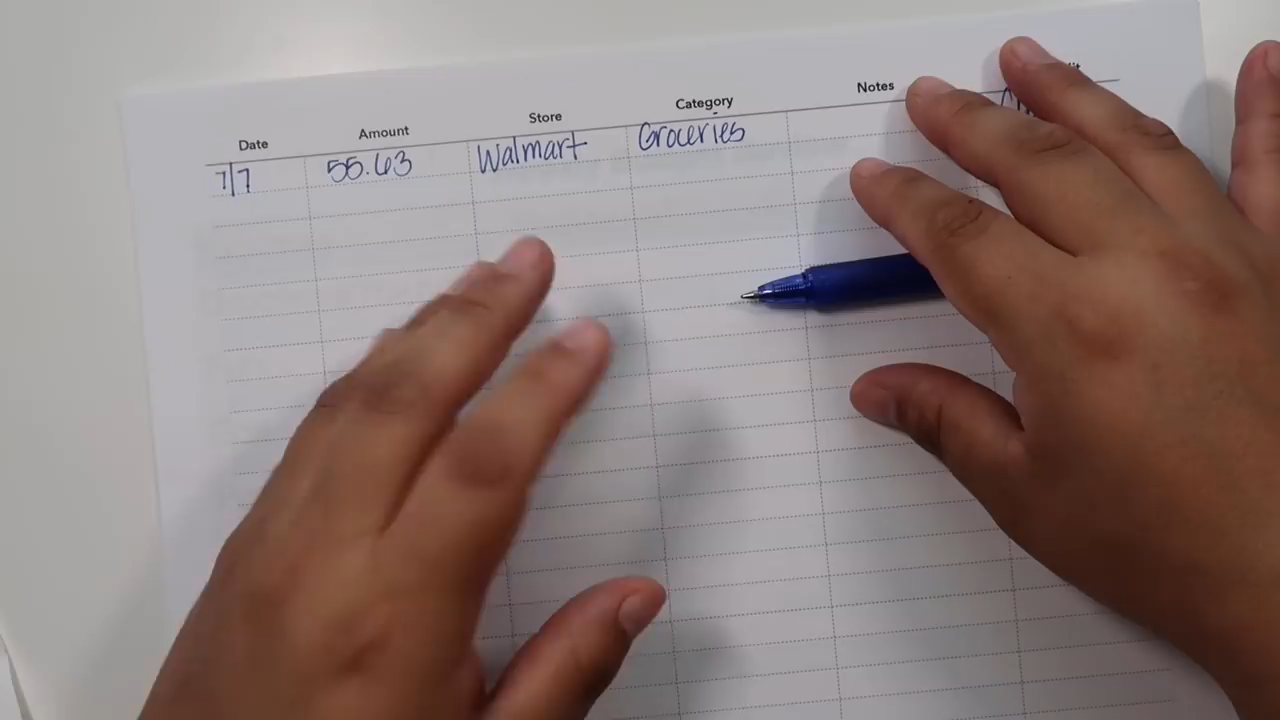 Date Amount Store Category Notes
7/7 55.63 Walmart Groceries